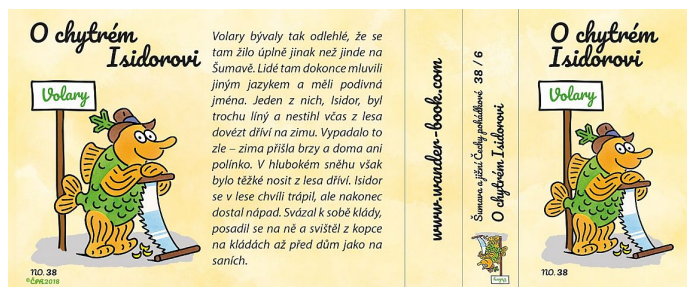 O chytrém
Isidorovi
Volary
NO. 38
©ČIPR2018
Volary bývaly tak odlehlé, že se
tam žilo úplně jinak než jinde na
Šumavě. Lidé tam dokonce mluvili
jiným jazykem a měli podivná
jména. Jeden z nich, Isidor, byl
trochu líný a nestihl včas z lesa
dovézt dříví na zimu. Vypadalo to
zle – zima přišla brzy a doma ani
polínko. V hlubokém sněhu však
bylo těžké nosit z lesa dříví. Isidor
se v lese chvíli trápil, ale nakonec
dostal nápad. Svázal k sobě klády,
posadil se na ně a svištěl z kopce
na kládách až před dům jako na
saních.
www.wander-book.com
Šumava a jižní Čechy pohádkové 38 / 6
O chytrém Isidorovi
Volary
O chytrém
Isidorovi
Volary
NO. 38